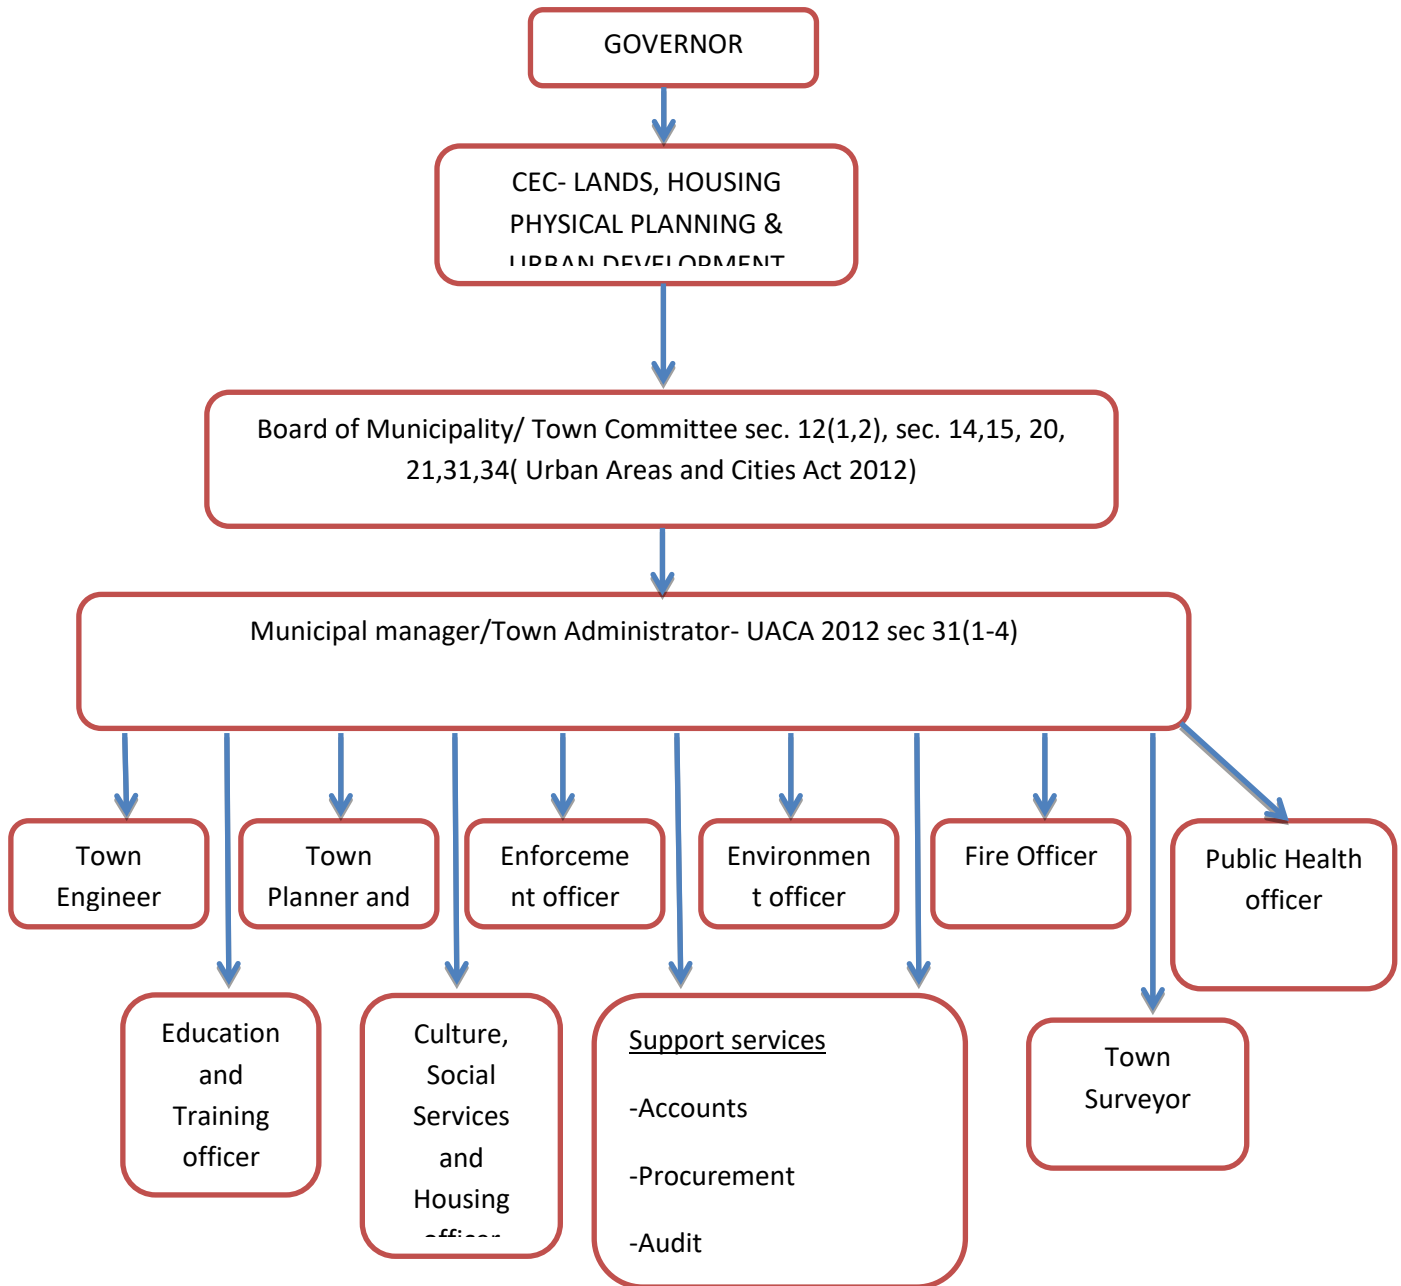 GOVERNOR
CEC- LANDS, HOUSING
PHYSICAL PLANNING &
URBAN DEVELOPMENT
Board of Municipality/ Town Committee sec. 12(1,2), sec. 14,15, 20,
21,31,34( Urban Areas and Cities Act 2012)
Municipal manager/Town Administrator- UACA 2012 sec 31(1-4)
Town
Engineer
Town
Planner and
Enforceme
nt officer
Environmen
t officer
Fire Officer
Public Health
officer
Education
and
Training
officer
Culture,
Social
Services
and
Housing
officer
Support services
-Accounts
-Procurement
-Audit
Town
Surveyor